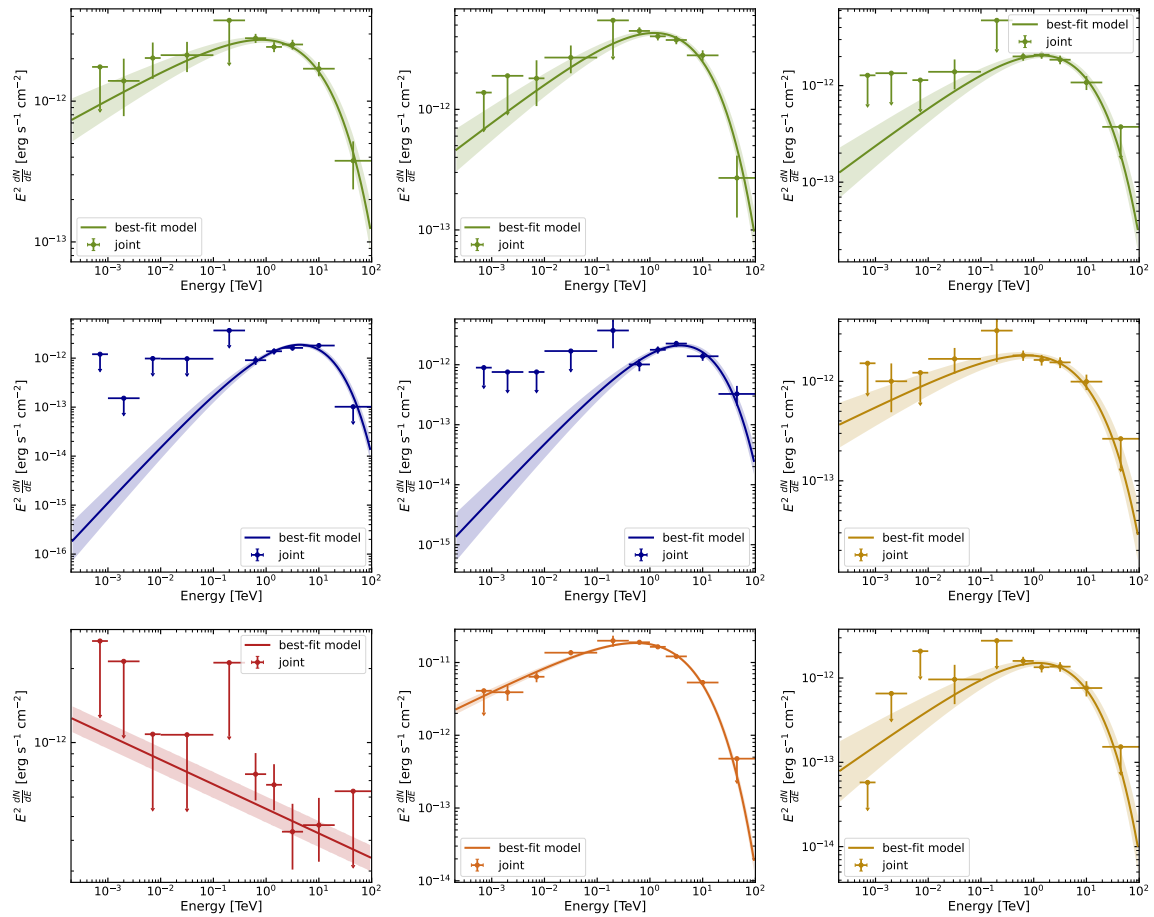 best-fit model
joint
10⁻¹²
10⁻¹³
E² dN/dE [erg s⁻¹ cm⁻²]
10⁻³ 10⁻² 10⁻¹ 10⁰ 10¹ 10²
Energy [TeV]
best-fit model
joint
10⁻¹²
10⁻¹³
E² dN/dE [erg s⁻¹ cm⁻²]
10⁻³ 10⁻² 10⁻¹ 10⁰ 10¹ 10²
Energy [TeV]
best-fit model
joint
10⁻¹²
10⁻¹³
E² dN/dE [erg s⁻¹ cm⁻²]
10⁻³ 10⁻² 10⁻¹ 10⁰ 10¹ 10²
Energy [TeV]
best-fit model
joint
10⁻¹²
10⁻¹³
10⁻¹⁴
10⁻¹⁵
10⁻¹⁶
E² dN/dE [erg s⁻¹ cm⁻²]
10⁻³ 10⁻² 10⁻¹ 10⁰ 10¹ 10²
Energy [TeV]
best-fit model
joint
10⁻¹²
10⁻¹³
10⁻¹⁴
10⁻¹⁵
E² dN/dE [erg s⁻¹ cm⁻²]
10⁻³ 10⁻² 10⁻¹ 10⁰ 10¹ 10²
Energy [TeV]
best-fit model
joint
10⁻¹²
10⁻¹³
E² dN/dE [erg s⁻¹ cm⁻²]
10⁻³ 10⁻² 10⁻¹ 10⁰ 10¹ 10²
Energy [TeV]
best-fit model
joint
10⁻¹²
E² dN/dE [erg s⁻¹ cm⁻²]
10⁻³ 10⁻² 10⁻¹ 10⁰ 10¹ 10²
Energy [TeV]
best-fit model
joint
10⁻¹¹
10⁻¹²
10⁻¹³
10⁻¹⁴
E² dN/dE [erg s⁻¹ cm⁻²]
10⁻³ 10⁻² 10⁻¹ 10⁰ 10¹ 10²
Energy [TeV]
best-fit model
joint
10⁻¹²
10⁻¹³
10⁻¹⁴
E² dN/dE [erg s⁻¹ cm⁻²]
10⁻³ 10⁻² 10⁻¹ 10⁰ 10¹ 10²
Energy [TeV]